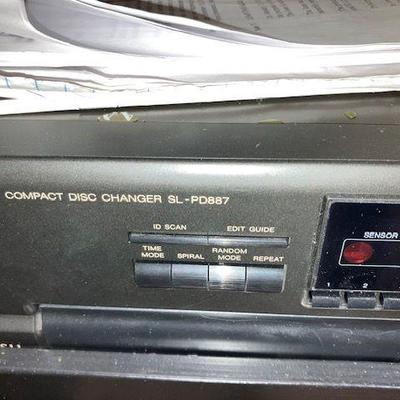 COMPACT DISC CHANGER SL-PD887
ID SCAN EDIT GUIDE
TIME MODE SPIRAL RANDOM MODE REPEAT
SENSOR
1 2